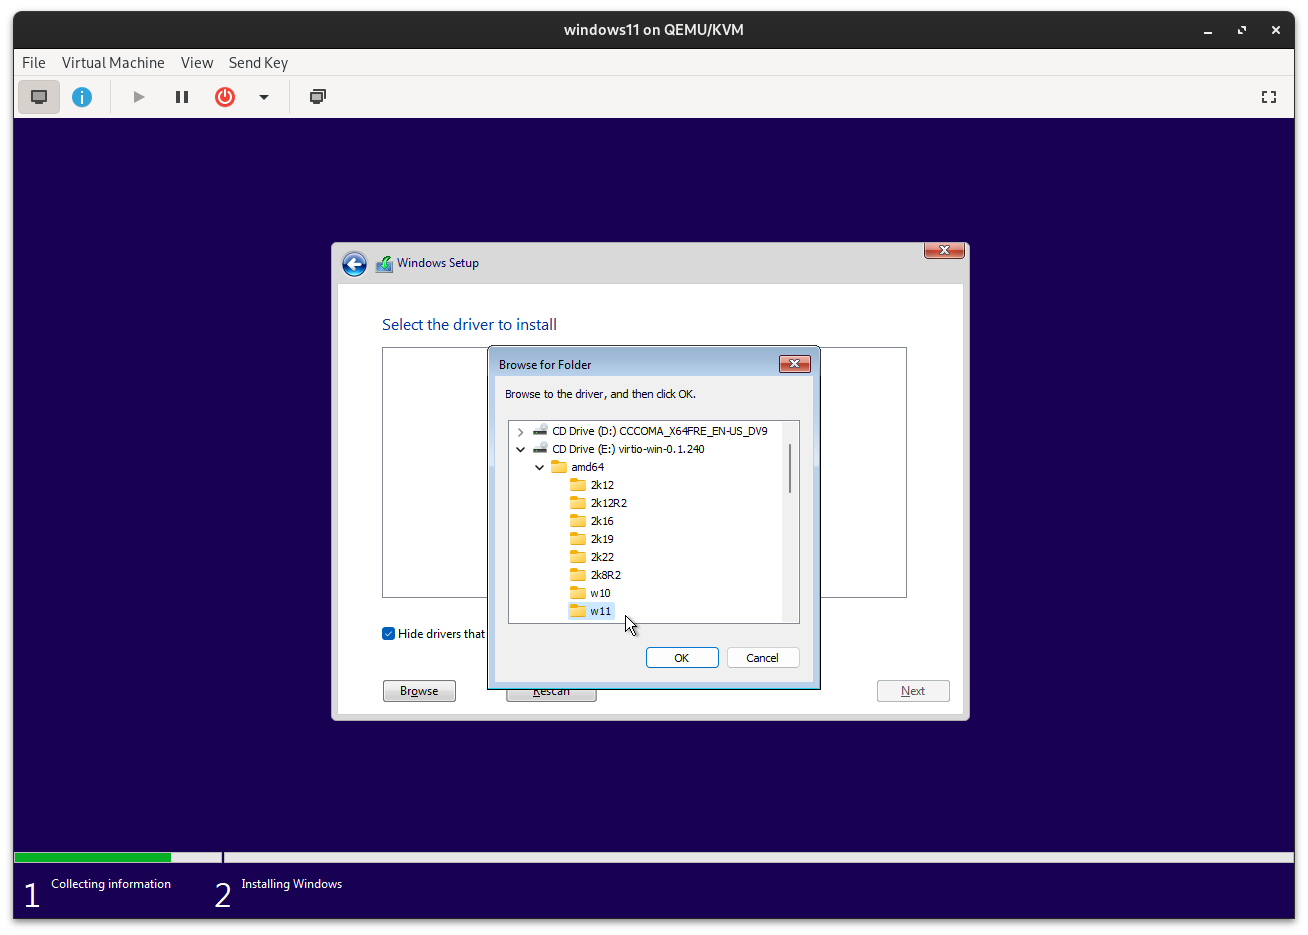 windows11 on QEMU/KVM
File Virtual Machine View Send Key
Windows Setup
Select the driver to install
Browse for Folder
Browse to the driver, and then click OK.
CD Drive (D:) CCCOMA_X64FRE_EN-US_DV9
CD Drive (E:) virtio-win-0.1.240
amd64
2k12
2k12R2
2k16
2k19
2k22
2k8R2
w10
w11
Hide drivers that
OK Cancel
Browse Rescan Next
1 Collecting information 2 Installing Windows